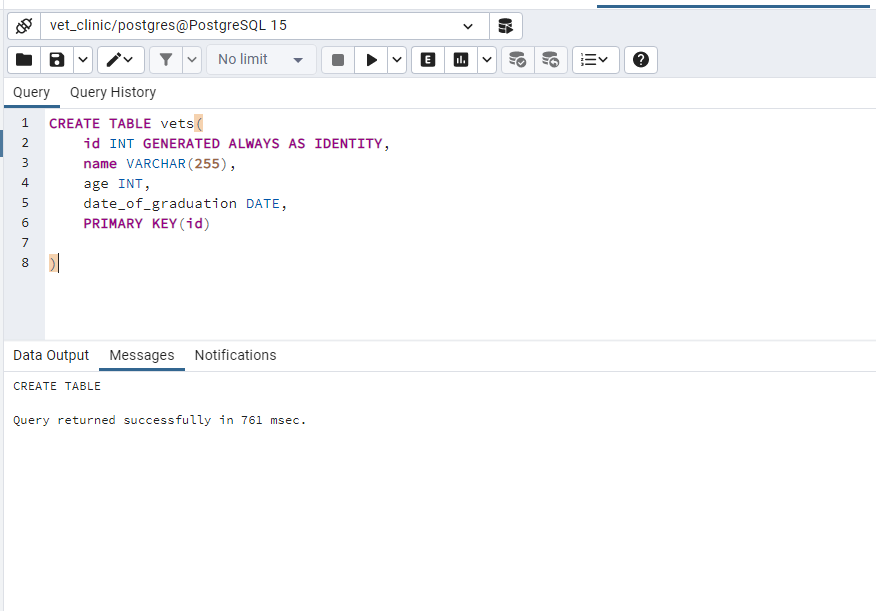 vet_clinic/postgres@PostgreSQL 15
No limit
E
Query Query History
1 CREATE TABLE vets(
2 id INT GENERATED ALWAYS AS IDENTITY,
3 name VARCHAR(255),
4 age INT,
5 date_of_graduation DATE,
6 PRIMARY KEY(id)
7
8 )
Data Output Messages Notifications
CREATE TABLE
Query returned successfully in 761 msec.